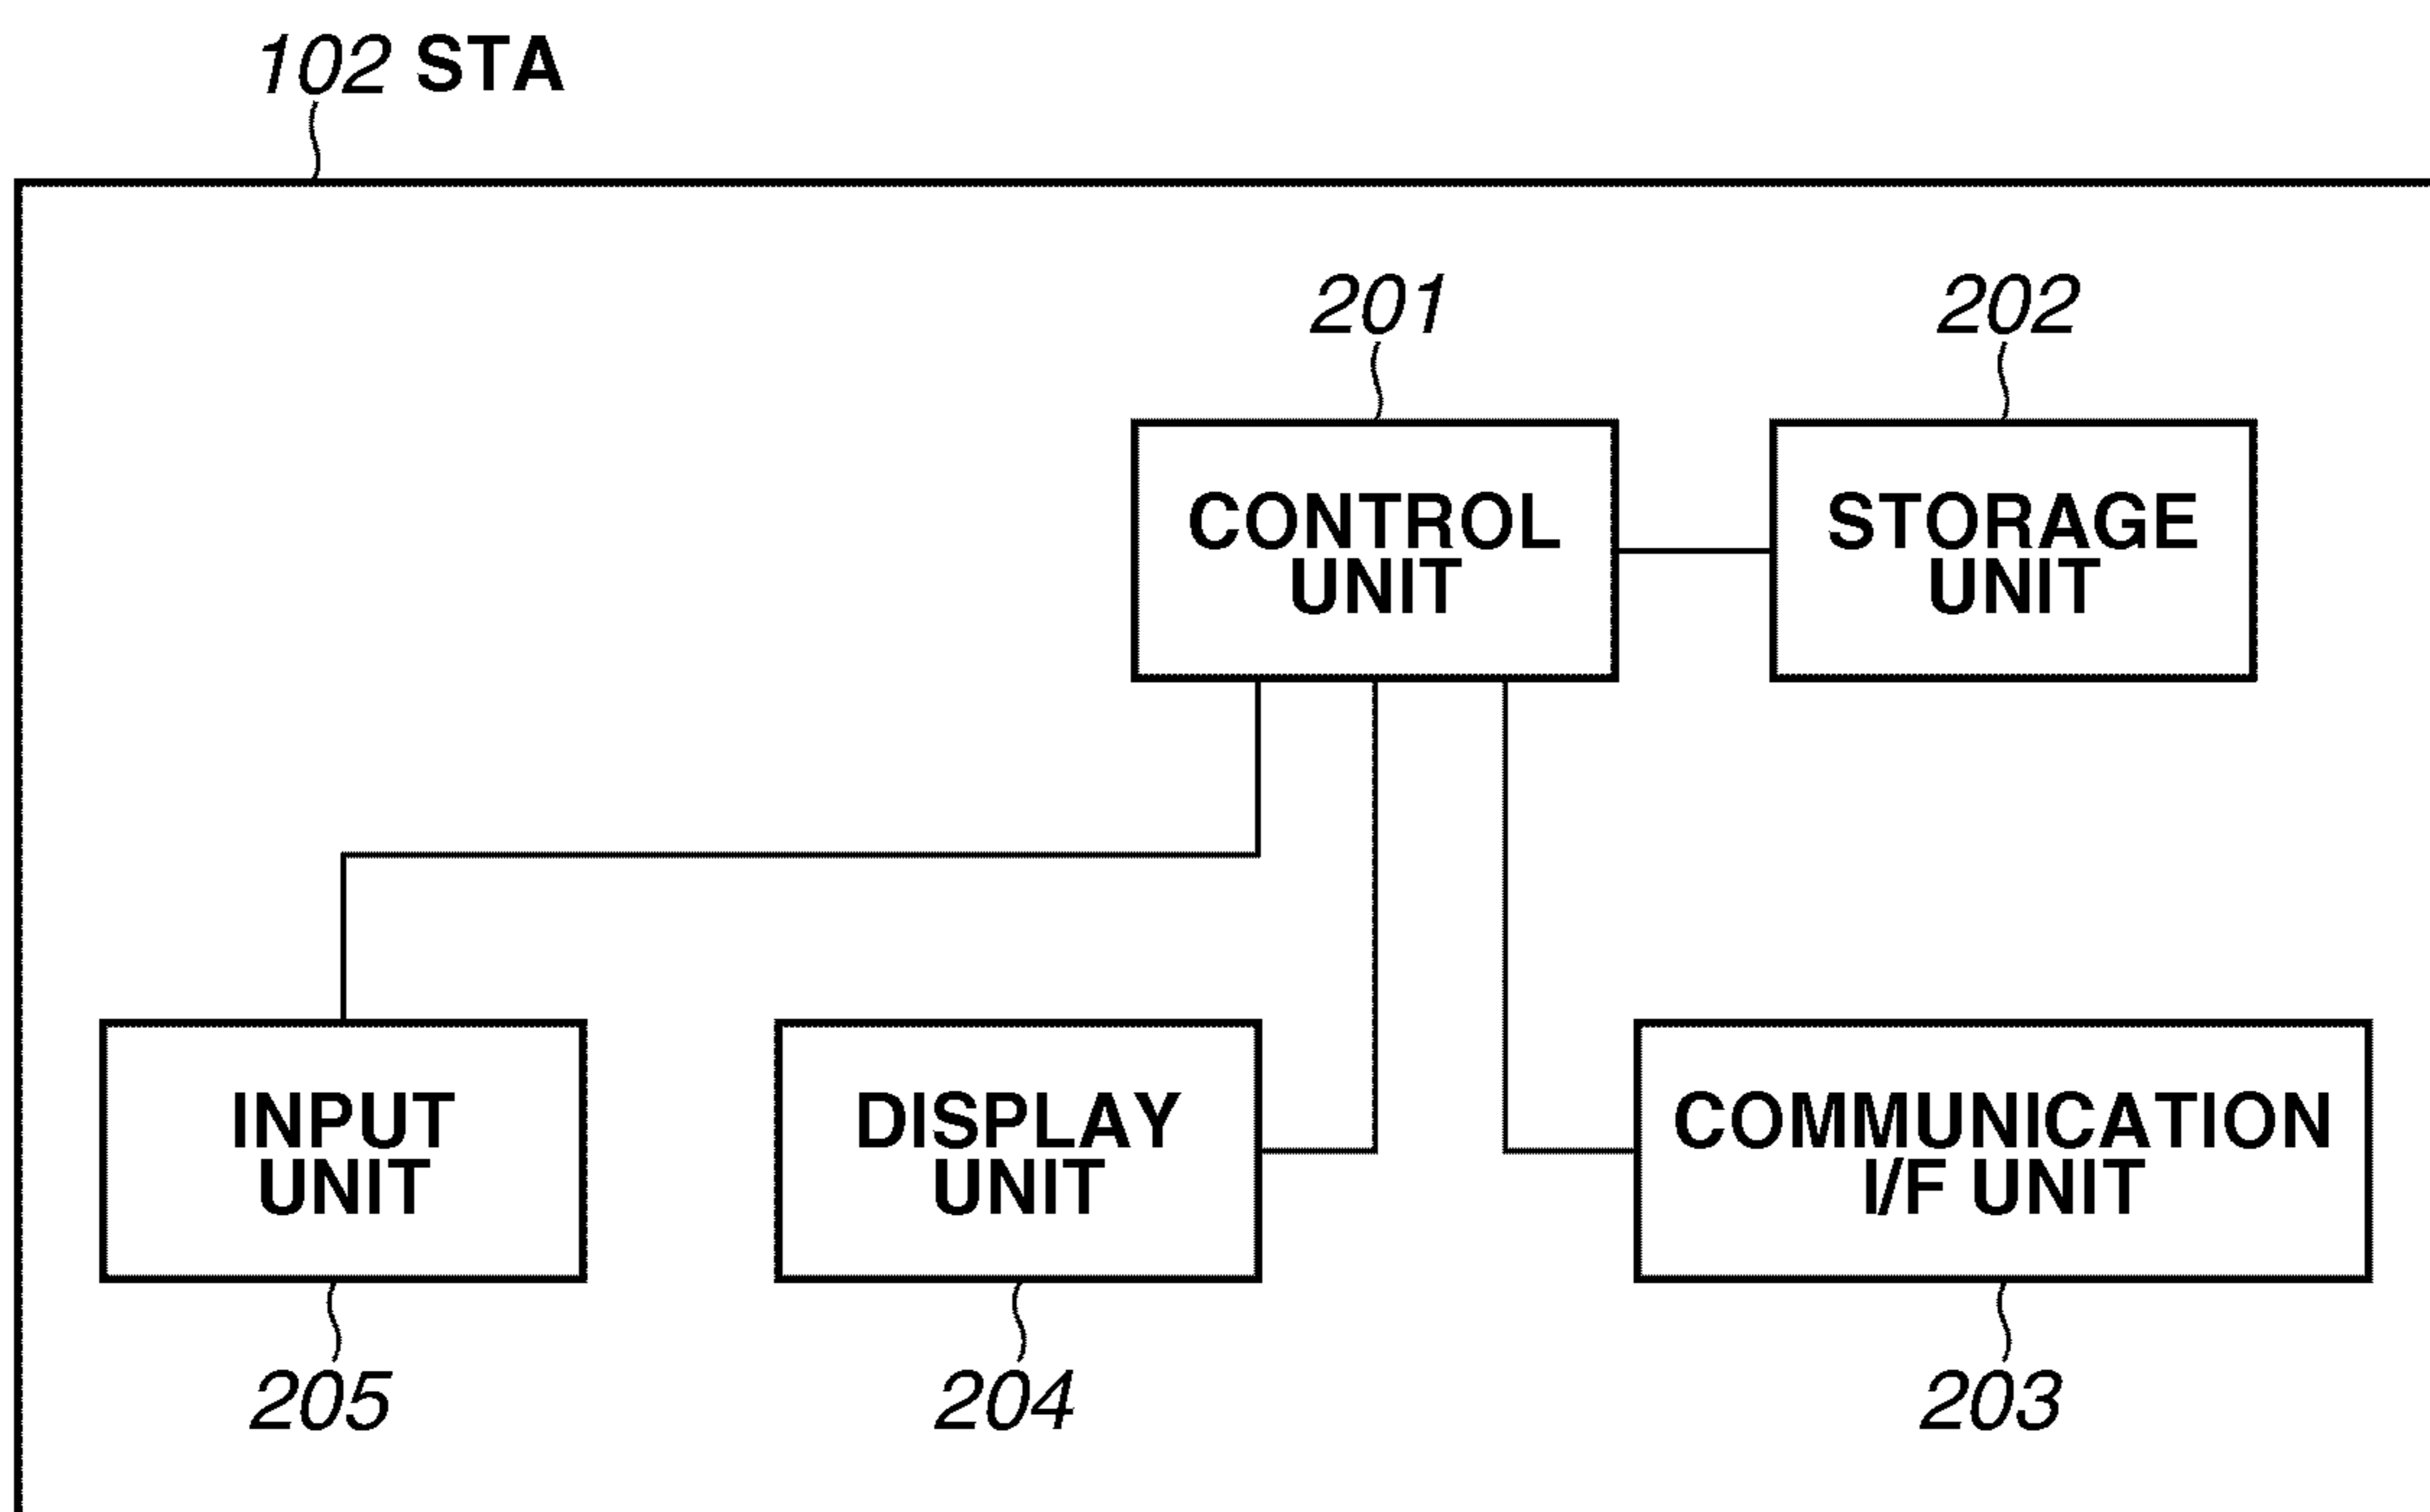 102 STA
201
202
CONTROL
UNIT
STORAGE
UNIT
INPUT
UNIT
DISPLAY
UNIT
COMMUNICATION
I/F UNIT
205
204
203